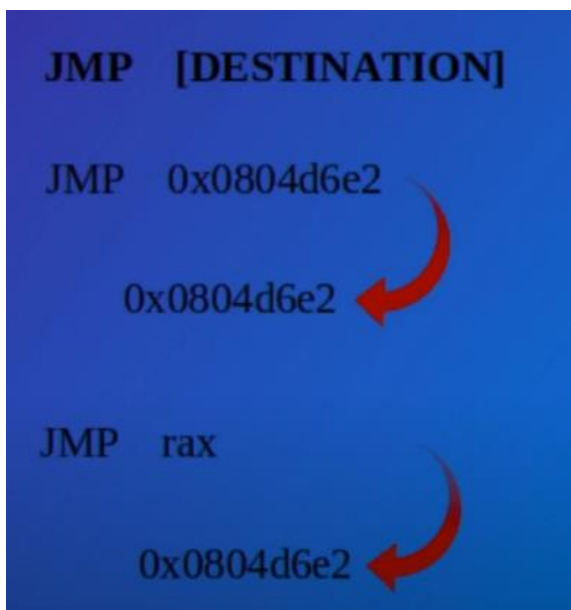 JMP [DESTINATION]
JMP 0x0804d6e2
0x0804d6e2
JMP rax
0x0804d6e2